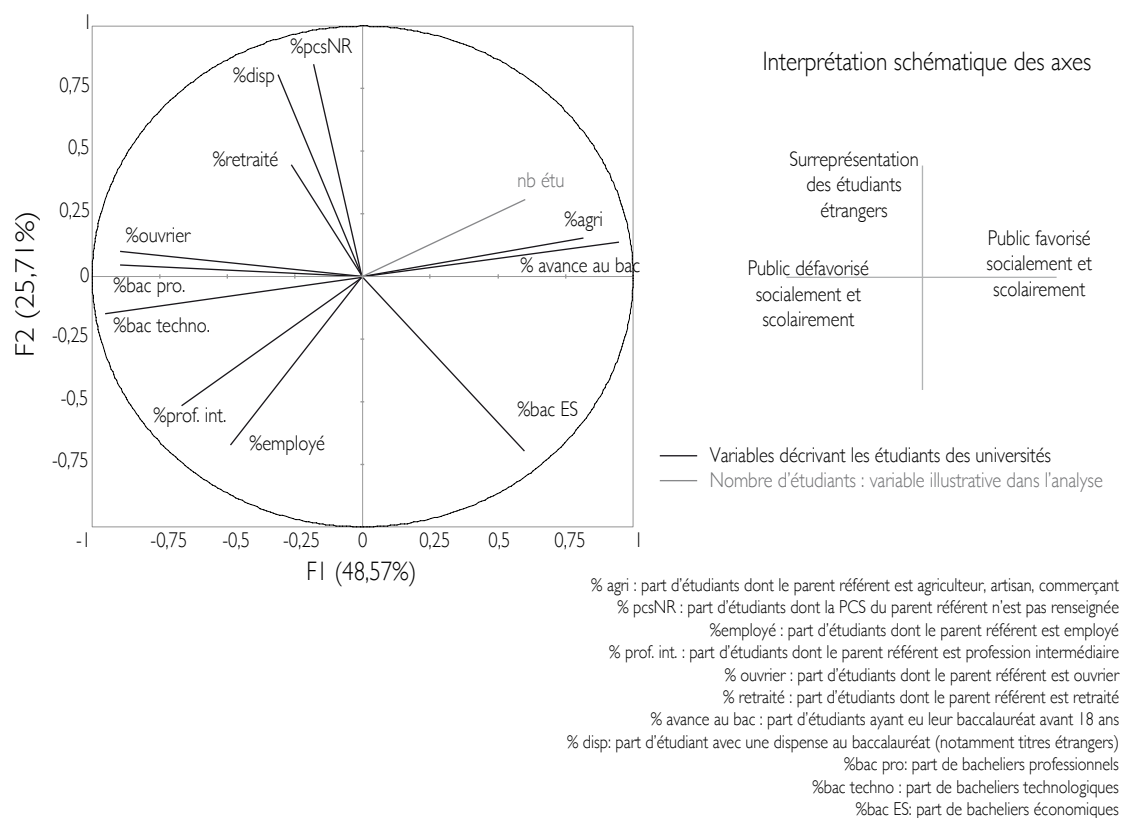 1
0,75
0,5
0,25
0
-0,25
-0,5
-0,75
-1
-0,75
-0,5
-0,25
0
0,25
0,5
0,75
1
F2 (25,71%)
F1 (48,57%)
%pcsNR
%disp
%retraité
nb étu
%agri
%ouvrier
% avance au bac
%bac pro.
%bac techno.
%prof. int.
%employé
%bac ES
Interprétation schématique des axes
Surreprésentation
des étudiants
étrangers
Public favorisé
socialement et
scolairement
Public défavorisé
socialement et
scolairement
Variables décrivant les étudiants des universités
Nombre d'étudiants : variable illustrative dans l'analyse
% agri : part d'étudiants dont le parent référent est agriculteur, artisan, commerçant
% pcsNR : part d'étudiants dont la PCS du parent référent n'est pas renseignée
%employé : part d'étudiants dont le parent référent est employé
% prof. int. : part d'étudiants dont le parent référent est profession intermédiaire
% ouvrier : part d'étudiants dont le parent référent est ouvrier
% retraité : part d'étudiants dont le parent référent est retraité
% avance au bac : part d'étudiants ayant eu leur baccalauréat avant 18 ans
% disp: part d'étudiant avec une dispense au baccalauréat (notamment titres étrangers)
%bac pro: part de bacheliers professionnels
%bac techno : part de bacheliers technologiques
%bac ES: part de bacheliers économiques